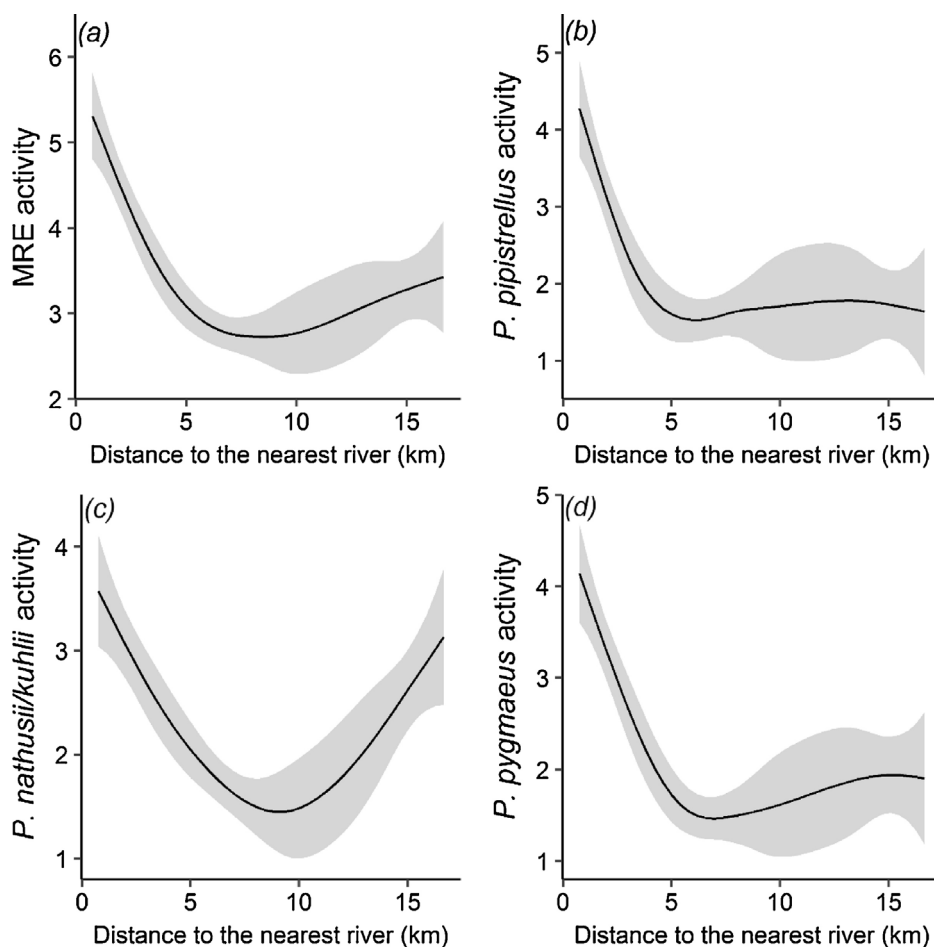 (a)
MRE activity
6
5
4
3
2
0 5 10 15
Distance to the nearest river (km)
(b)
P. pipistrellus activity
5
4
3
2
1
0 5 10 15
Distance to the nearest river (km)
(c)
P. nathusii/kuhlii activity
4
3
2
1
0 5 10 15
Distance to the nearest river (km)
(d)
P. pygmaeus activity
5
4
3
2
1
0 5 10 15
Distance to the nearest river (km)